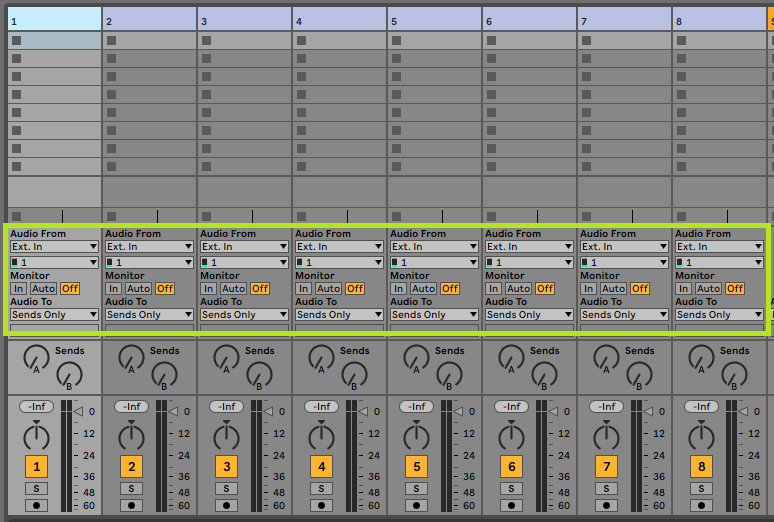 1 2 3 4 5 6 7 8
Audio From Audio From Audio From Audio From Audio From Audio From Audio From Audio From
Ext. In Ext. In Ext. In Ext. In Ext. In Ext. In Ext. In Ext. In
1 1 1 1 1 1 1 1
Monitor Monitor Monitor Monitor Monitor Monitor Monitor Monitor
In Auto Off In Auto Off In Auto Off In Auto Off In Auto Off In Auto Off In Auto Off In Auto Off
Audio To Audio To Audio To Audio To Audio To Audio To Audio To Audio To
Sends Only Sends Only Sends Only Sends Only Sends Only Sends Only Sends Only Sends Only
Sends Sends Sends Sends Sends Sends Sends Sends
A A A A A A A A
B B B B B B B B
-Inf 0 -Inf 0 -Inf 0 -Inf 0 -Inf 0 -Inf 0 -Inf 0 -Inf 0
12 12 12 12 12 12 12 12
24 24 24 24 24 24 24 24
1 2 3 4 5 6 7 8
36 36 36 36 36 36 36 36
S 48 S 48 S 48 S 48 S 48 S 48 S 48 S 48
60 60 60 60 60 60 60 60